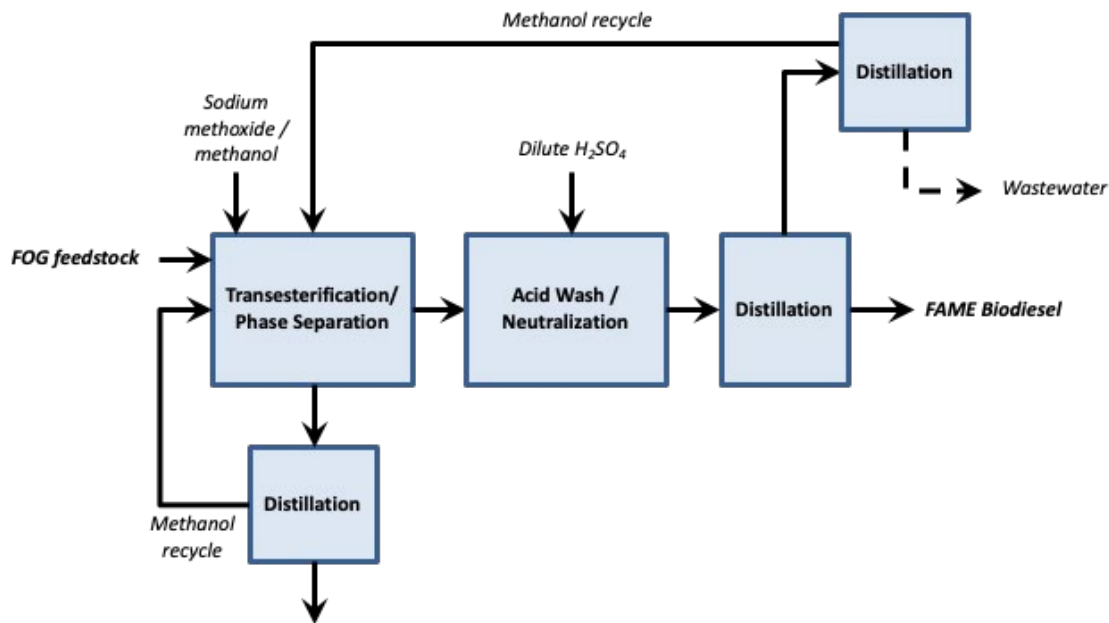 Methanol recycle
Distillation
Sodium
methoxide /
methanol
Dilute H₂SO₄
Wastewater
FOG feedstock
Transesterification/
Phase Separation
Acid Wash /
Neutralization
Distillation
FAME Biodiesel
Distillation
Methanol
recycle